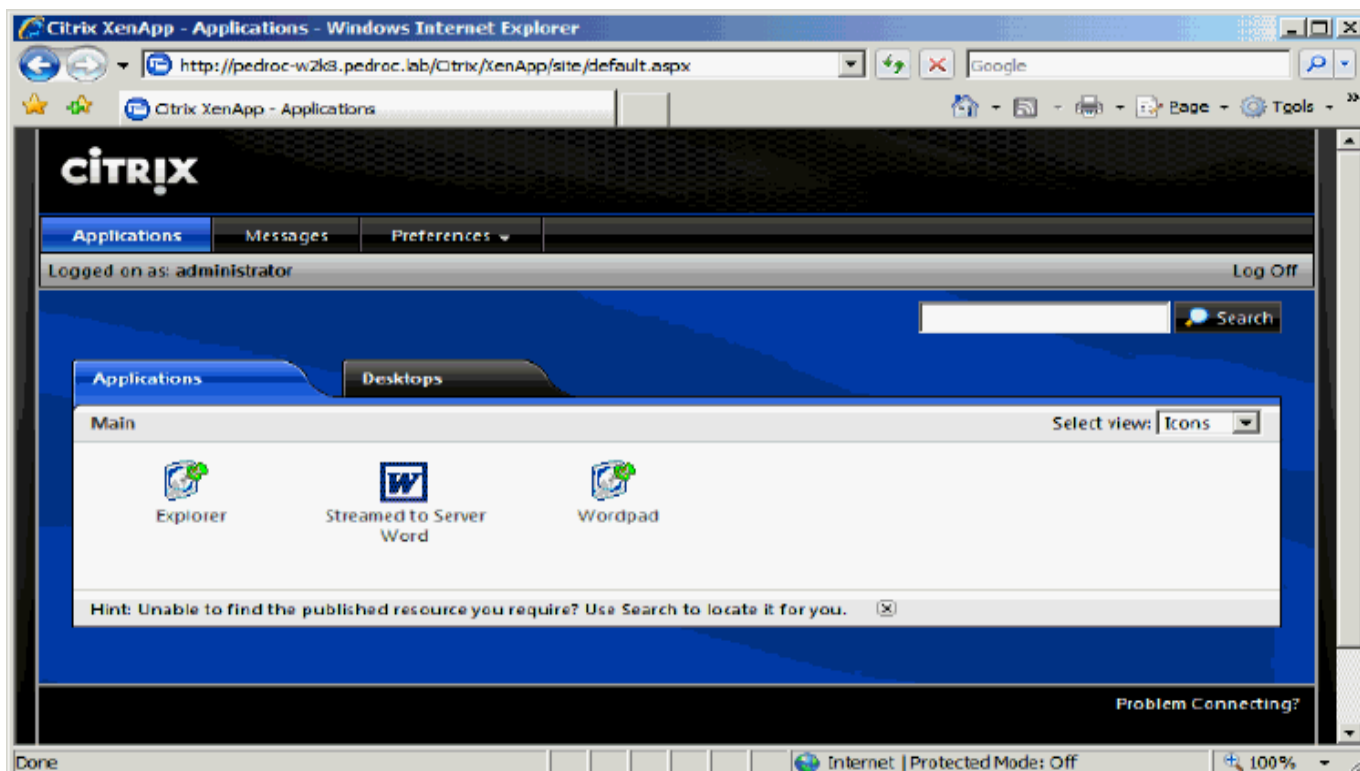 Citrix XenApp - Applications - Windows Internet Explorer
http://pedroc-w2k8.pedroc.lab/Citrix/XenApp/site/default.aspx
Google
Citrix XenApp - Applications
Page
Tools
CİTRIX
Applications Messages Preferences
Logged on as: administrator Log Off
Search
Applications Desktops
Main Select view: Icons
Explorer Streamed to Server Wordpad
Word
Hint: Unable to find the published resource you require? Use Search to locate it for you.
Problem Connecting?
Done Internet | Protected Mode: Off 100%